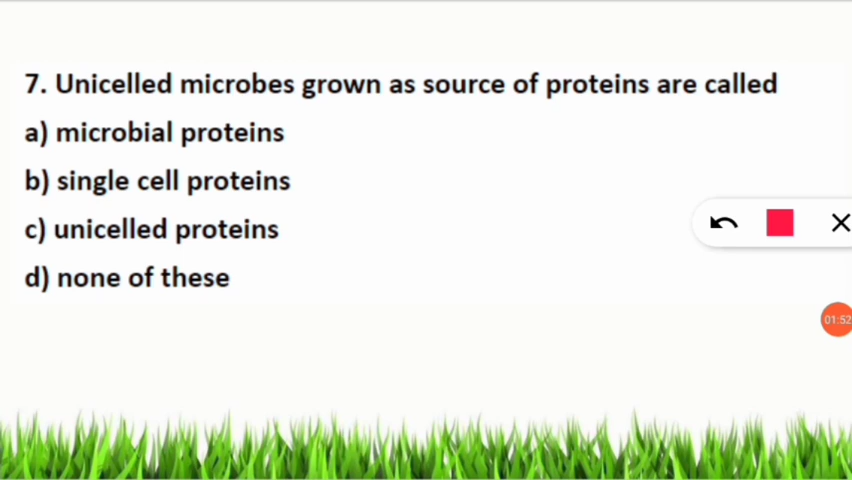 7. Unicelled microbes grown as source of proteins are called
a) microbial proteins
b) single cell proteins
c) unicelled proteins
d) none of these
01:52